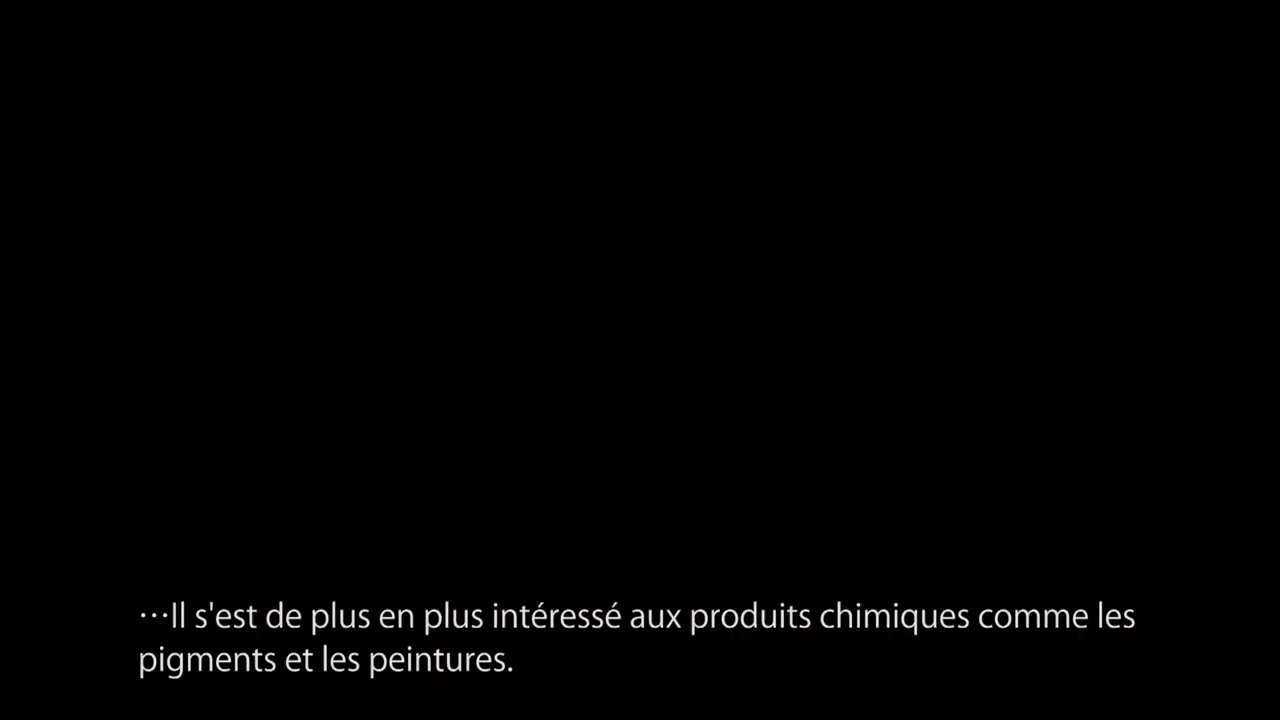 …Il s'est de plus en plus intéressé aux produits chimiques comme les
pigments et les peintures.